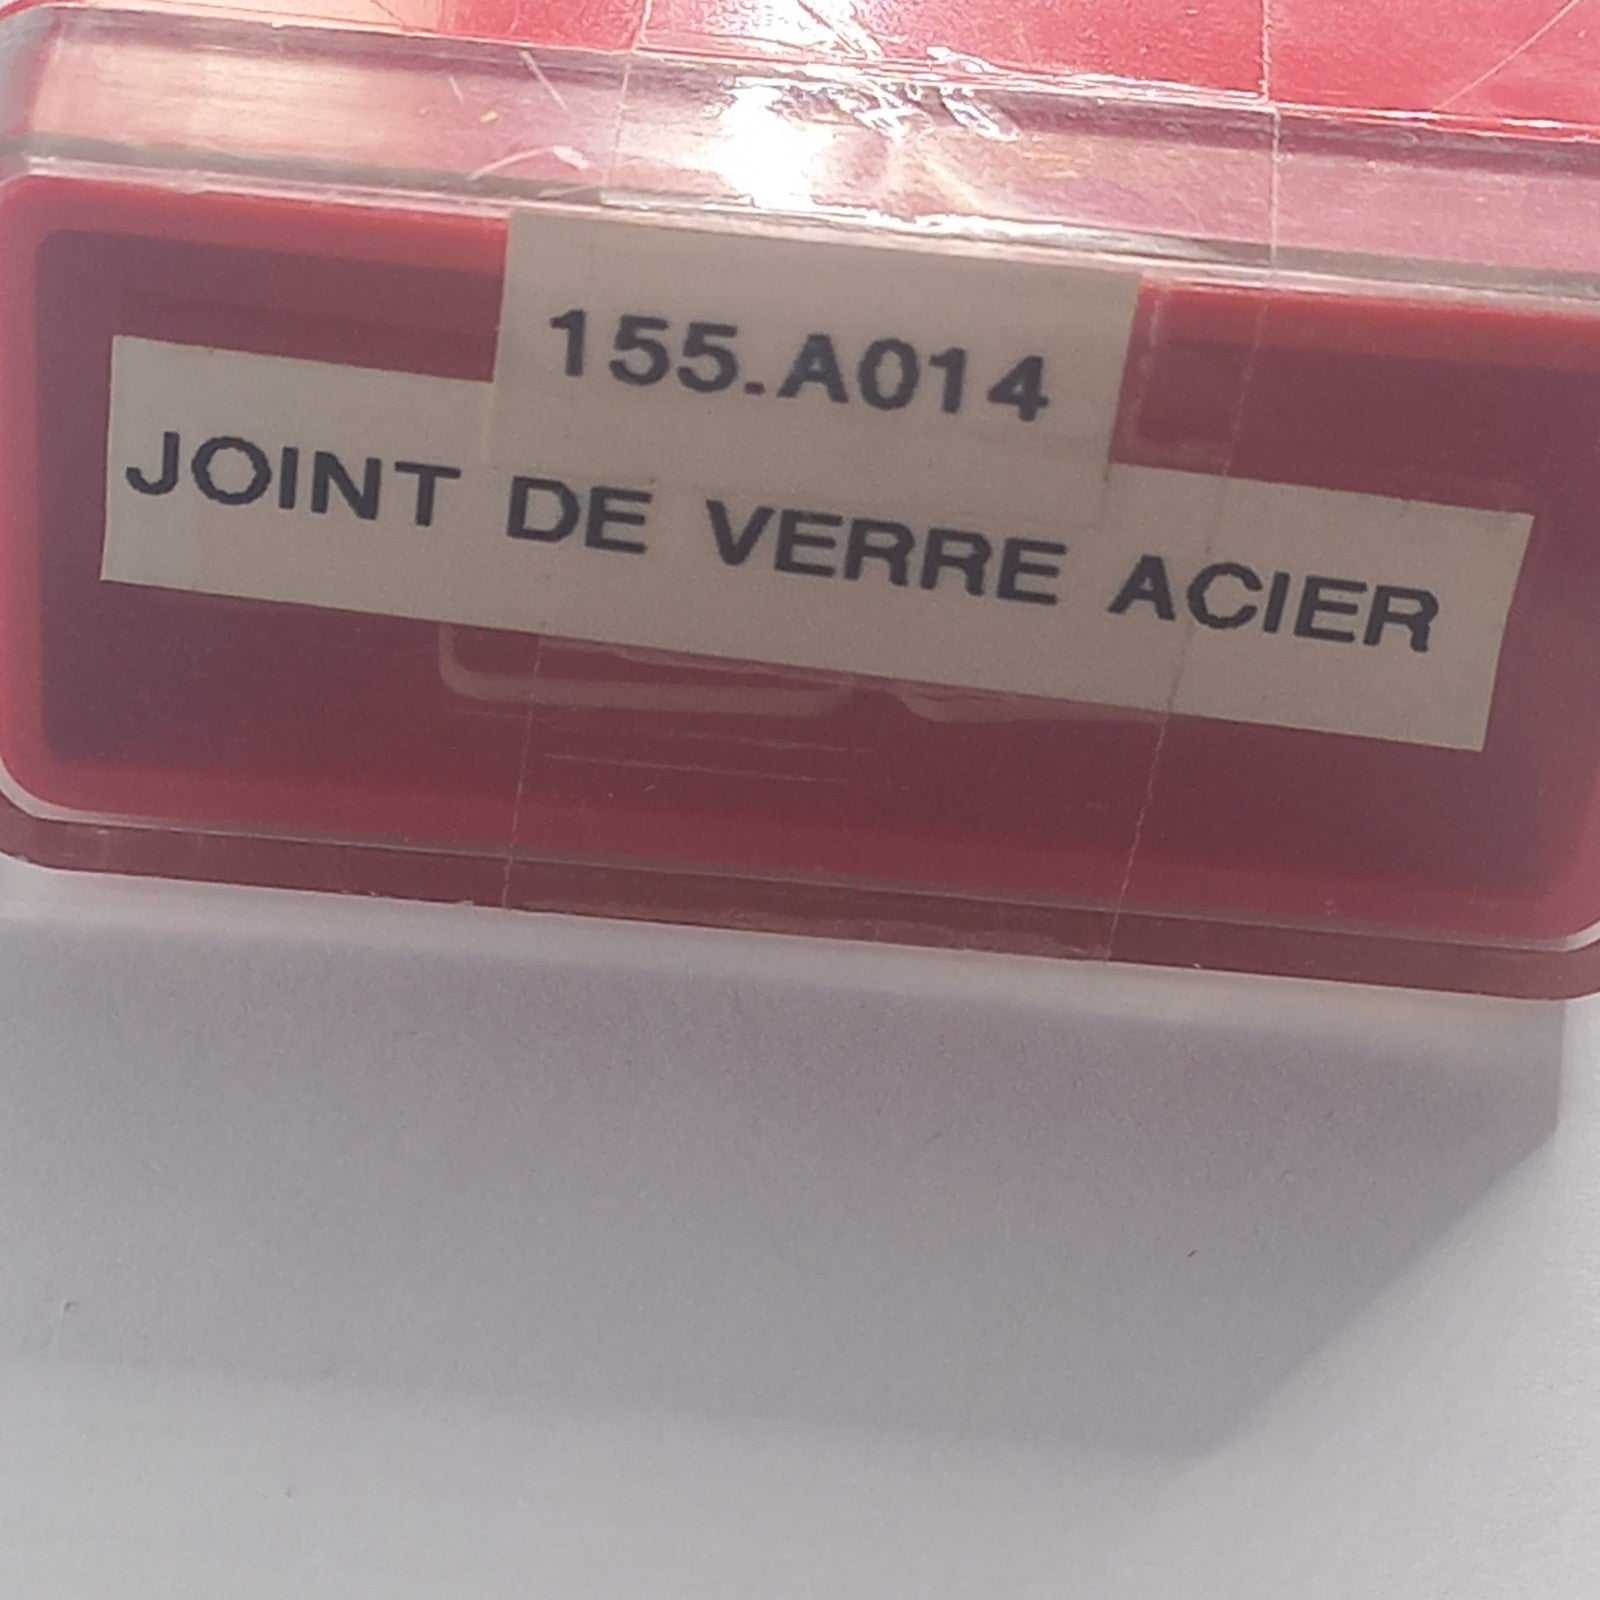 155.A014
JOINT DE VERRE ACIER